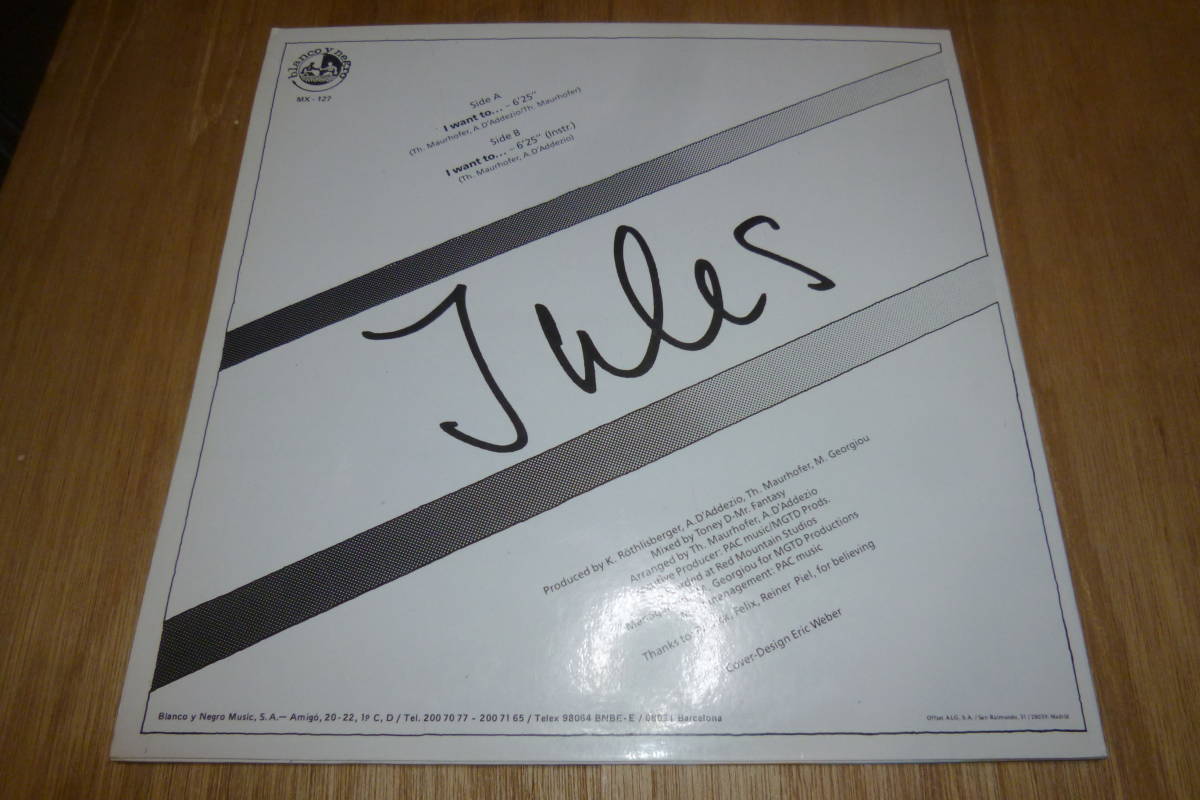 blanco y negro
MX - 127
Side A
I want to... – 6'25"
(Th. Maurhofer, A.D'Addezio/Th. Maurhofer)
Side B
I want to... – 6'25" (Instr.)
(Th. Maurhofer, A.D'Addezio)
Jules
Produced by K. Röthlisberger, A.D'Addezio, Th. Maurhofer, M. Georgiou
Mixed by Toney D-Mr. Fantasy
Arranged by Th. Maurhofer, A.D'Addezio
Producer: PAC music/MGTD Prods.
at Red Mountain Studios
Georgiou for MGTD Productions
PAC music
Thanks to Felix, Reiner Piel, for believing
Cover-Design Eric Weber
Blanco y Negro Music, S.A.— Amigó, 20-22, 1º C, D / Tel. 200 70 77 - 200 71 65 / Telex 98064 BNBE-E / 08021 Barcelona
Offset A.L.G. S.A. / San Raimundo, 31 / 28039-Madrid